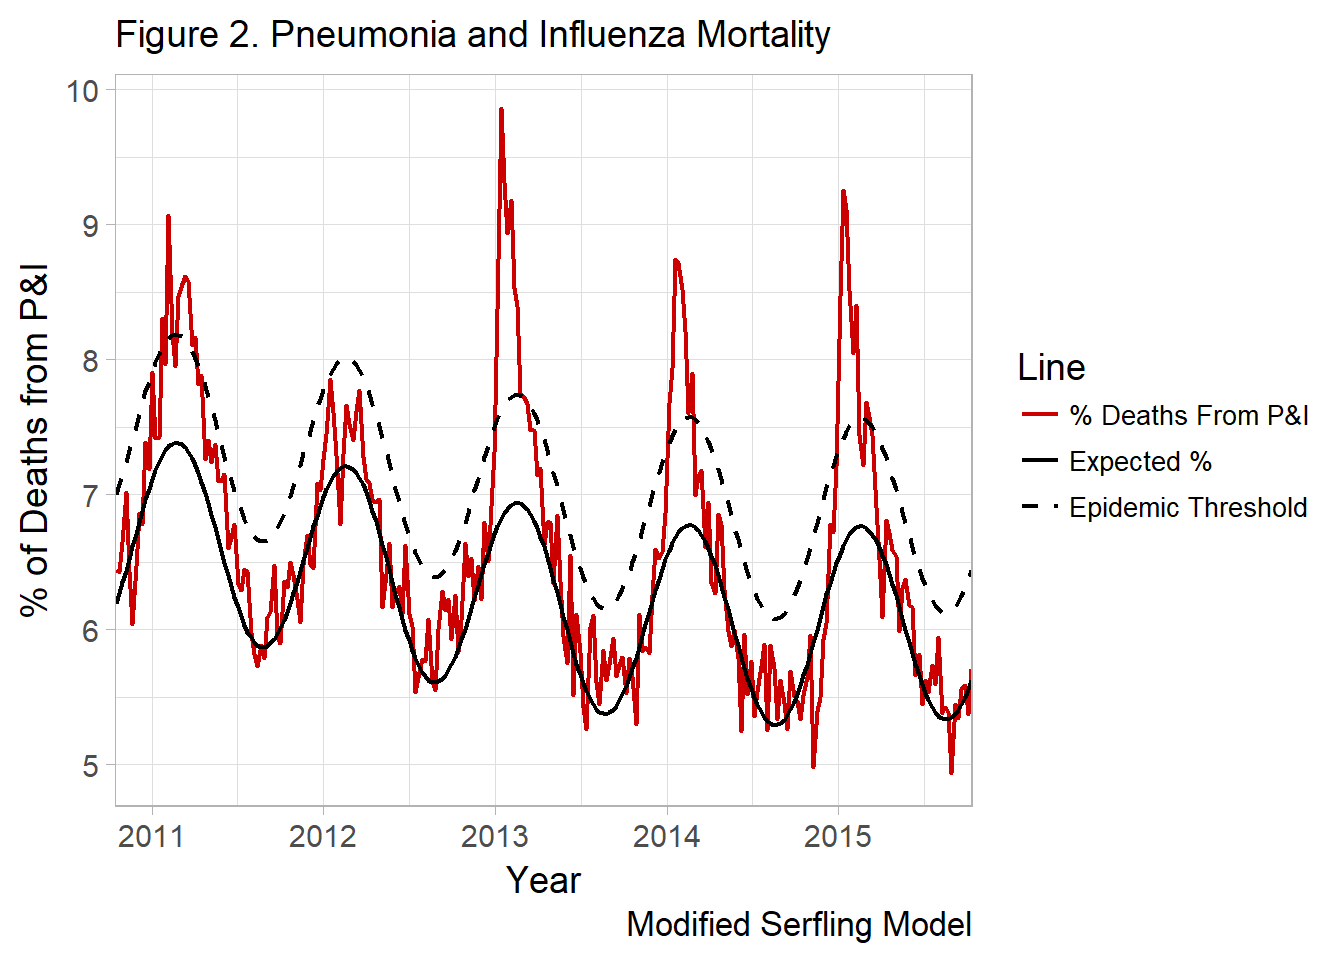 Figure 2. Pneumonia and Influenza Mortality
% of Deaths from P&I
10
9
8
7
6
5
2011 2012 2013 2014 2015
Year
Modified Serfling Model
Line
% Deaths From P&I
Expected %
Epidemic Threshold